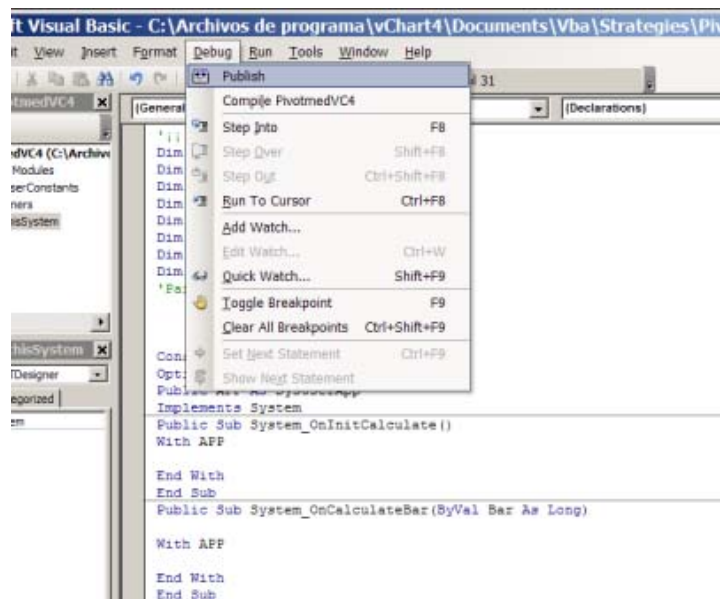 ft Visual Basic - C:\Archivos de programa\vChart4\Documents\Vba\Strategies\Piv
t View Insert Format Debug Run Tools Window Help
31
Publish
Compile PivotmedVC4
Step Into F8
Step Over Shift+F8
Step Out Ctrl+Shift+F8
Run To Cursor Ctrl+F8
Add Watch...
Edit Watch... Ctrl+W
Quick Watch... Shift+F9
Toggle Breakpoint F9
Clear All Breakpoints Ctrl+Shift+F9
Set Next Statement Ctrl+F9
Show Next Statement
otmedVC4
edVC4 (C:\Archivo
Modules
serConstants
ners
isSystem
hisSystem
TDesigner
egorized
em
(General
(Declarations)
Dim
Dim
Dim
Dim
Dim
Dim
Dim
Dim
'Pa
Cons
Opti
Implements System
Public Sub System_OnInitCalculate()
With APP
End With
End Sub
Public Sub System_OnCalculateBar(ByVal Bar As Long)
With APP
End With
End Sub